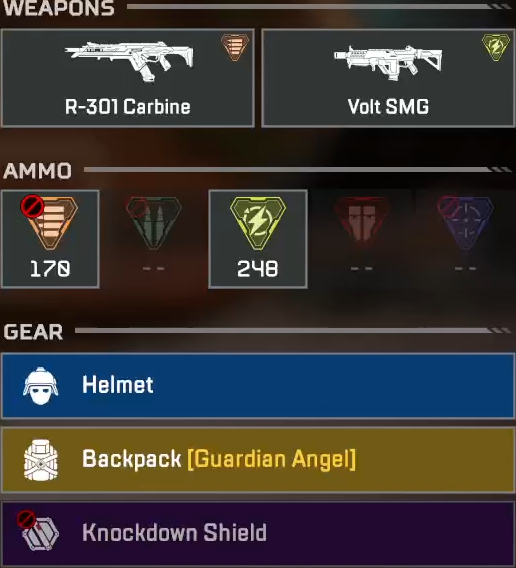 WEAPONS
R-301 Carbine
Volt SMG
AMMO
170
--
248
--
--
GEAR
Helmet
Backpack [Guardian Angel]
Knockdown Shield